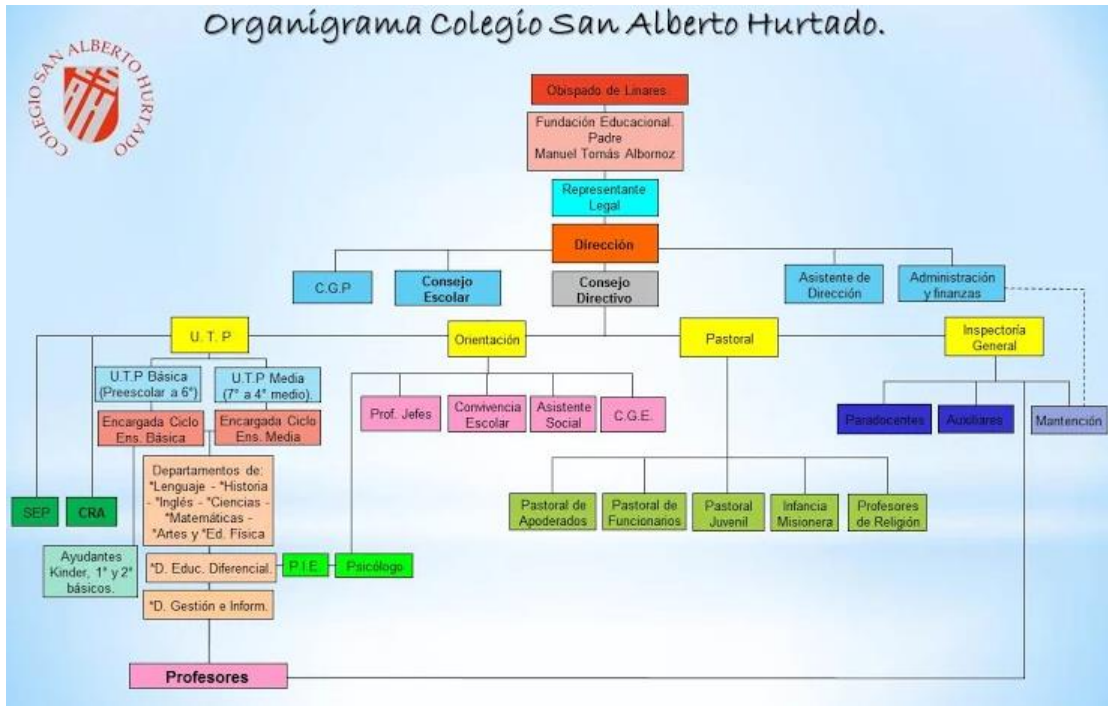 Organigrama Colegio San Alberto Hurtado.
COLEGIO SAN ALBERTO HURTADO
Obispado de Linares.
Fundación Educacional.
Padre
Manuel Tomás Albornoz
Representante
Legal
Dirección
C.G.P
Consejo
Escolar
Consejo
Directivo
Asistente de
Dirección
Administración
y finanzas
U. T. P
Orientación
Pastoral
Inspectoría
General
U.T.P Básica
(Preescolar a 6°)
U.T.P Media
(7° a 4° medio).
Encargada Ciclo
Ens. Básica
Encargada Ciclo
Ens. Media
Prof. Jefes
Convivencia
Escolar
Asistente
Social
C.G.E.
Paradocentes
Auxiliares
Mantención
Departamentos de:
*Lenguaje - *Historia
- *Inglés - *Ciencias -
*Matemáticas -
*Artes y *Ed. Física
SEP
CRA
Pastoral de
Apoderados
Pastoral de
Funcionarios
Pastoral
Juvenil
Infancia
Misionera
Profesores
de Religión
Ayudantes
Kinder, 1° y 2°
básicos.
*D. Educ. Diferencial.
P.I.E.
Psicólogo
*D. Gestión e Inform.
Profesores